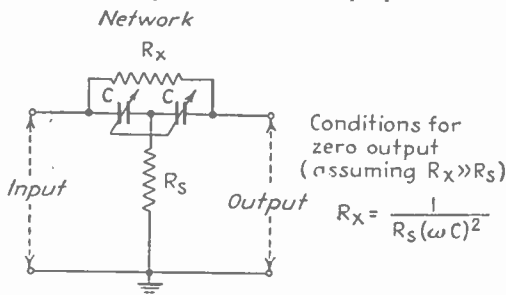 Network
Rx
C
C
Rs
Input
Output
Conditions for
zero output
(assuming Rx≫Rs)
Rx = 1/Rs(ωC)²